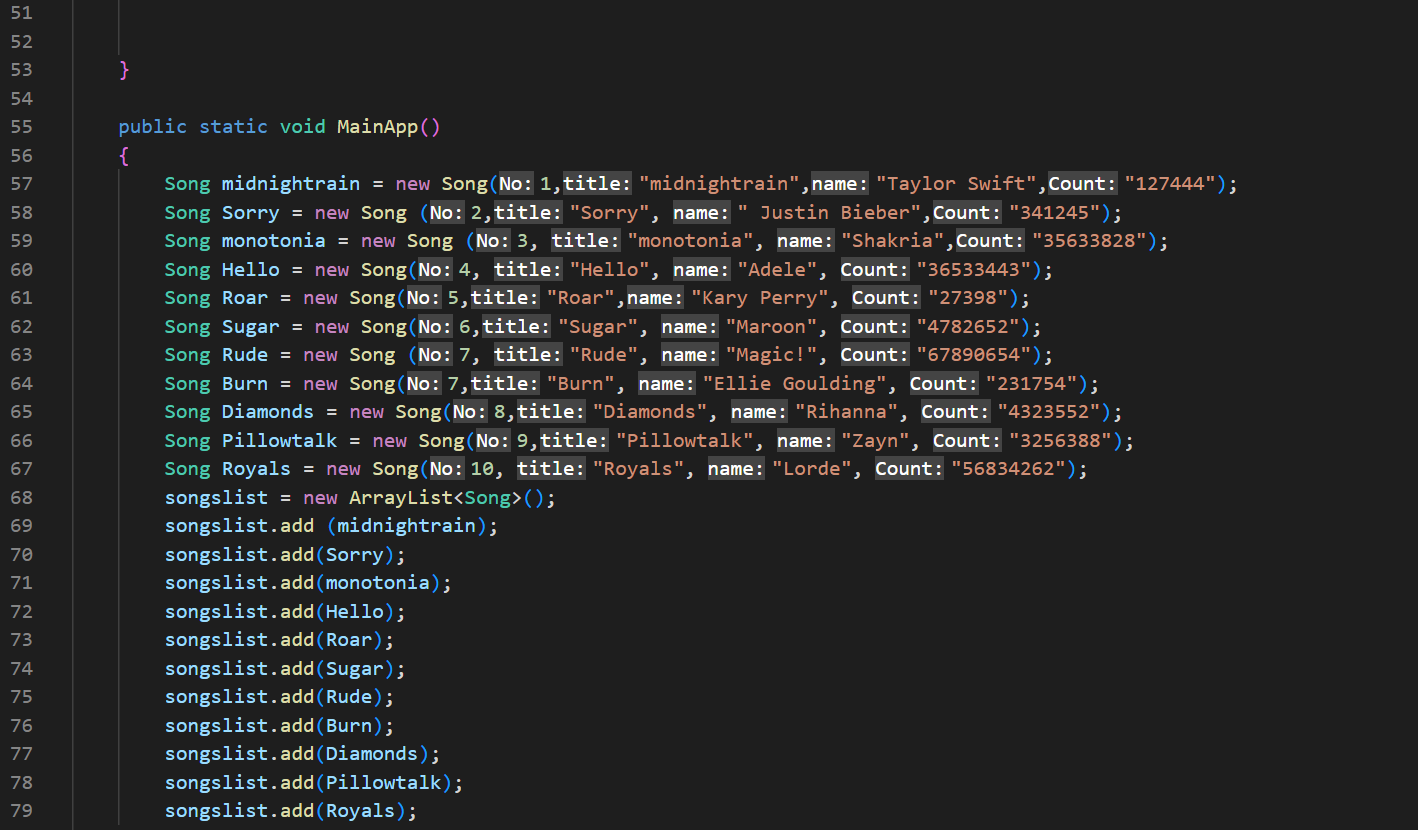 51
52
53 }
54
55 public static void MainApp()
56 {
57 Song midnightrain = new Song(No: 1,title: "midnightrain",name: "Taylor Swift",Count: "127444");
58 Song Sorry = new Song (No: 2,title: "Sorry", name: " Justin Bieber",Count: "341245");
59 Song monotonia = new Song (No: 3, title: "monotonia", name: "Shakria",Count: "35633828");
60 Song Hello = new Song(No: 4, title: "Hello", name: "Adele", Count: "36533443");
61 Song Roar = new Song(No: 5,title: "Roar",name: "Kary Perry", Count: "27398");
62 Song Sugar = new Song(No: 6,title: "Sugar", name: "Maroon", Count: "4782652");
63 Song Rude = new Song (No: 7, title: "Rude", name: "Magic!", Count: "67890654");
64 Song Burn = new Song(No: 7,title: "Burn", name: "Ellie Goulding", Count: "231754");
65 Song Diamonds = new Song(No: 8,title: "Diamonds", name: "Rihanna", Count: "4323552");
66 Song Pillowtalk = new Song(No: 9,title: "Pillowtalk", name: "Zayn", Count: "3256388");
67 Song Royals = new Song(No: 10, title: "Royals", name: "Lorde", Count: "56834262");
68 songslist = new ArrayList<Song>();
69 songslist.add (midnightrain);
70 songslist.add(Sorry);
71 songslist.add(monotonia);
72 songslist.add(Hello);
73 songslist.add(Roar);
74 songslist.add(Sugar);
75 songslist.add(Rude);
76 songslist.add(Burn);
77 songslist.add(Diamonds);
78 songslist.add(Pillowtalk);
79 songslist.add(Royals);